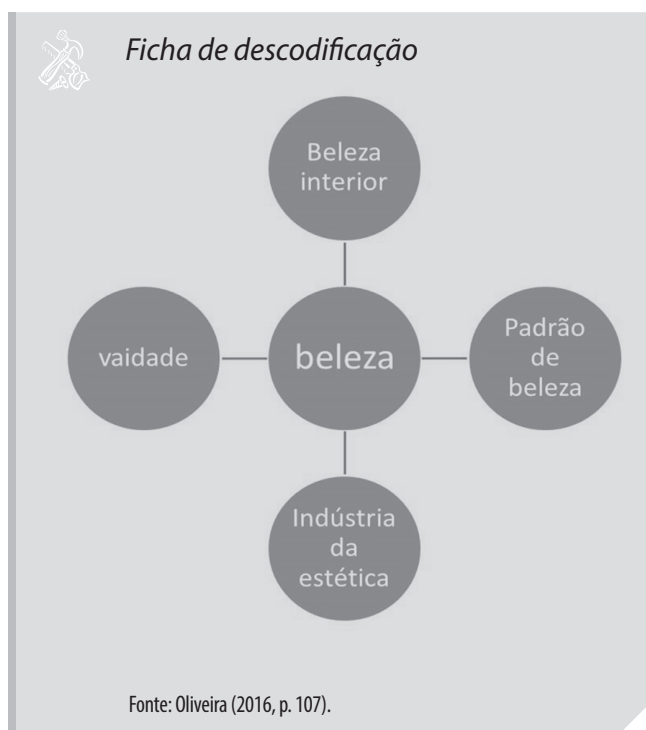 Ficha de descodificação
Beleza
interior
vaidade
beleza
Padrão
de
beleza
Indústria
da
estética
Fonte: Oliveira (2016, p. 107).